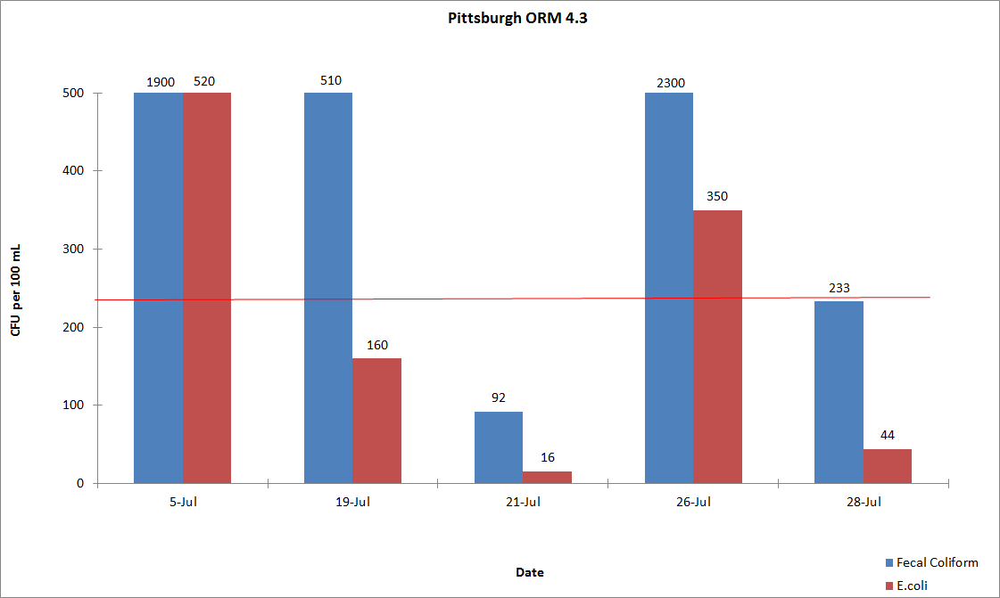 Pittsburgh ORM 4.3
1900 520 510 2300
500
400
350
300
233
200
160
100
92
44
16
0
5-Jul 19-Jul 21-Jul 26-Jul 28-Jul
CFU per 100 mL
Date
Fecal Coliform
E.coli